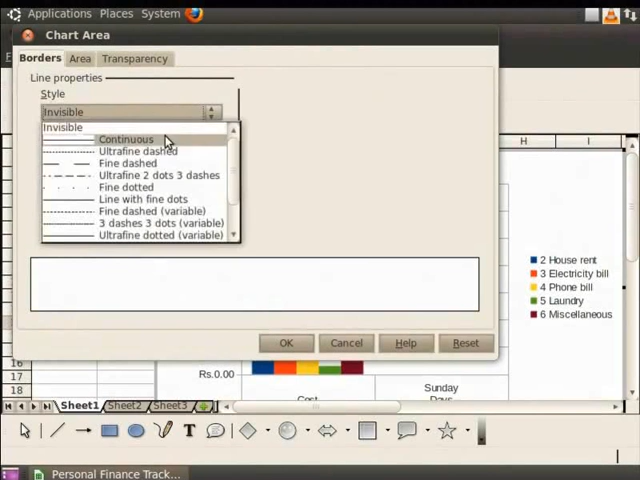 Applications Places System
Chart Area
Borders Area Transparency
Line properties
Style
Invisible
Invisible
Continuous
Ultrafine dashed
Fine dashed
Ultrafine 2 dots 3 dashes
Fine dotted
Line with fine dots
Fine dashed (variable)
3 dashes 3 dots (variable)
Ultrafine dotted (variable)
H I
2 House rent
3 Electricity bill
4 Phone bill
5 Laundry
6 Miscellaneous
OK Cancel Help Reset
16
17
18
Rs.0.00
Sunday
Cost
Days
Sheet1 Sheet2 Sheet3
Personal Finance Track...